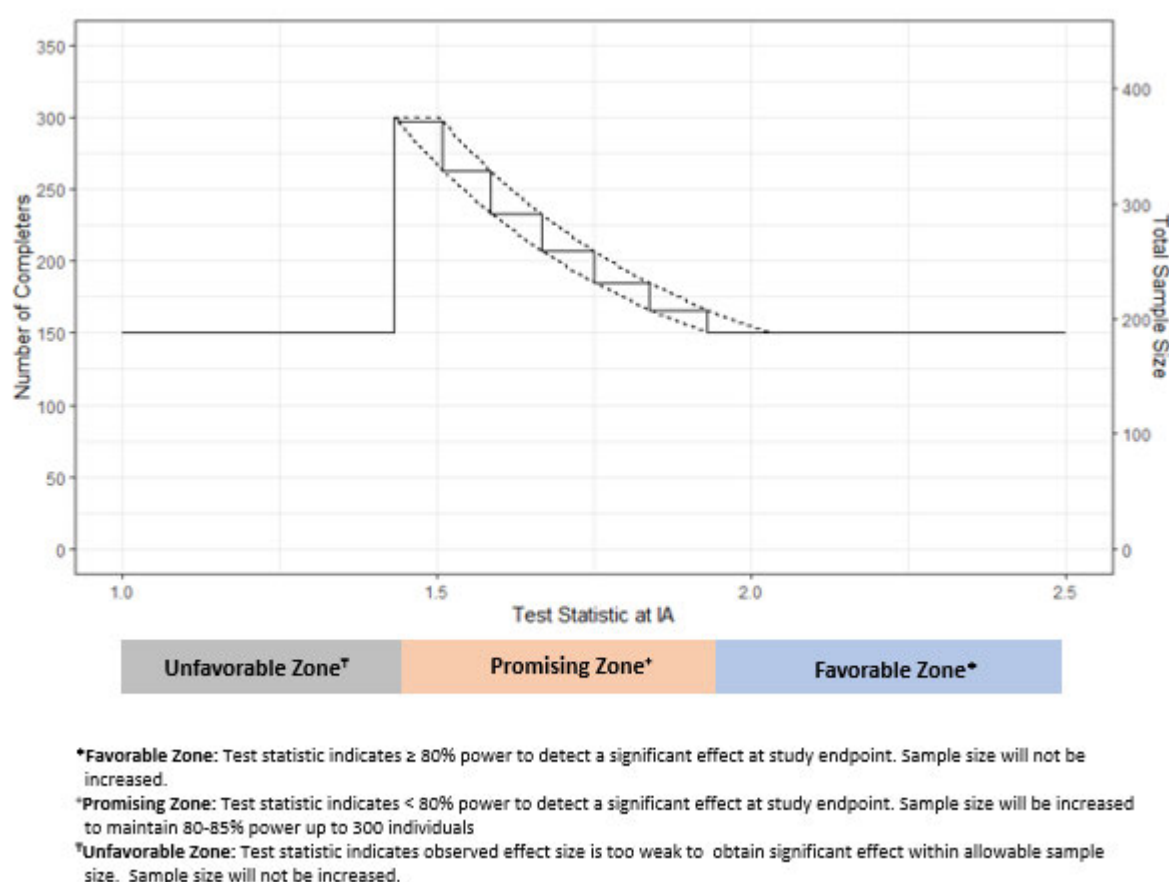 350
300
250
200
150
100
50
0
Number of Completers
400
300
200
100
0
Total Sample Size
1.0 1.5 2.0 2.5
Test Statistic at IA
Unfavorable Zone₸ Promising Zone⁺ Favorable Zone*
*Favorable Zone: Test statistic indicates ≥ 80% power to detect a significant effect at study endpoint. Sample size will not be
increased.
⁺Promising Zone: Test statistic indicates < 80% power to detect a significant effect at study endpoint. Sample size will be increased
to maintain 80-85% power up to 300 individuals
₸Unfavorable Zone: Test statistic indicates observed effect size is too weak to obtain significant effect within allowable sample
size. Sample size will not be increased.